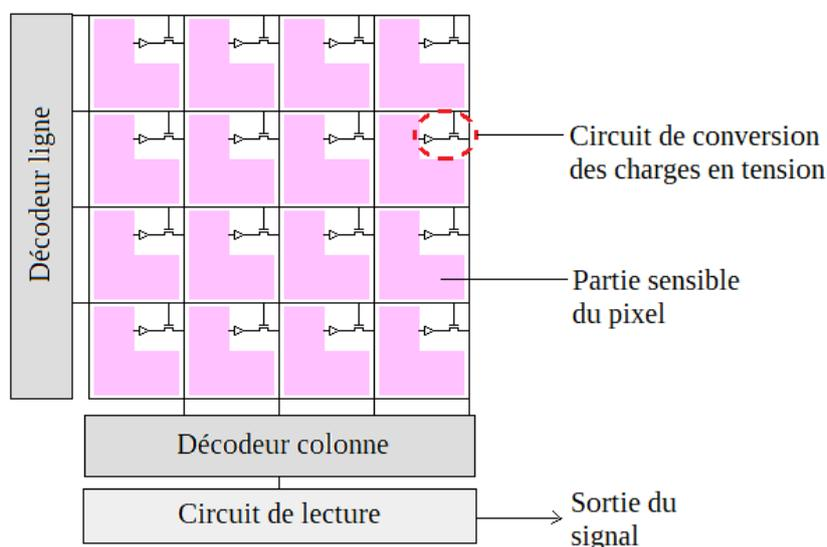 Décodeur ligne
Circuit de conversion
des charges en tension
Partie sensible
du pixel
Décodeur colonne
Circuit de lecture
Sortie du
signal